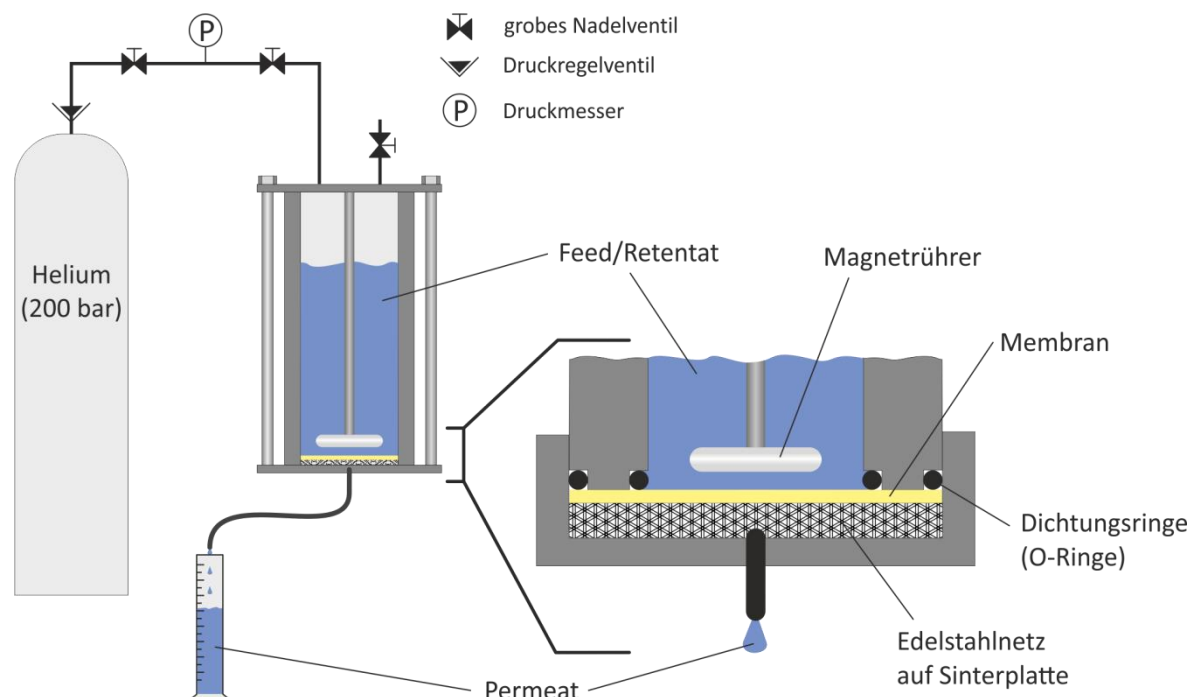 P
grobes Nadelventil
Druckregelventil
P
Druckmesser
Helium
(200 bar)
Feed/Retentat
Magnetrührer
Membran
Dichtungsringe
(O-Ringe)
Edelstahlnetz
auf Sinterplatte
Permeat